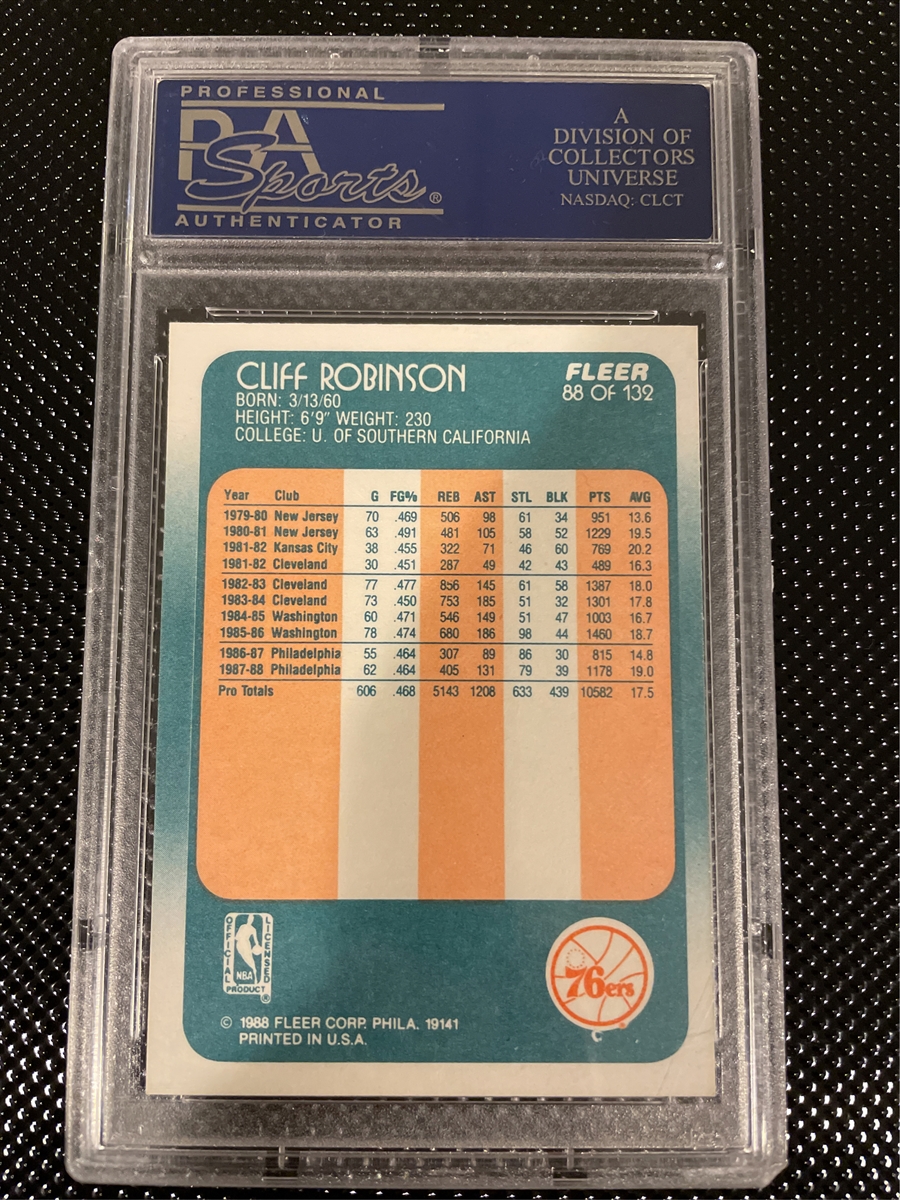 PROFESSIONAL
PSA
Sports®
AUTHENTICATOR
A
DIVISION OF
COLLECTORS
UNIVERSE
NASDAQ: CLCT
CLIFF ROBINSON
BORN: 3/13/60
HEIGHT: 6'9" WEIGHT: 230
COLLEGE: U. OF SOUTHERN CALIFORNIA
FLEER
88 OF 132
Year Club G FG% REB AST STL BLK PTS AVG
1979-80 New Jersey 70 .469 506 98 61 34 951 13.6
1980-81 New Jersey 63 .491 481 105 58 52 1229 19.5
1981-82 Kansas City 38 .455 322 71 46 60 769 20.2
1981-82 Cleveland 30 .451 287 49 42 43 489 16.3
1982-83 Cleveland 77 .477 856 145 61 58 1387 18.0
1983-84 Cleveland 73 .450 753 185 51 32 1301 17.8
1984-85 Washington 60 .471 546 149 51 47 1003 16.7
1985-86 Washington 78 .474 680 186 98 44 1460 18.7
1986-87 Philadelphia 55 .464 307 89 86 30 815 14.8
1987-88 Philadelphia 62 .464 405 131 79 39 1178 19.0
Pro Totals 606 .468 5143 1208 633 439 10582 17.5
OFFICIAL
LICENSED
NBA
PRODUCT
®
76ers
© 1988 FLEER CORP. PHILA. 19141
PRINTED IN U.S.A.